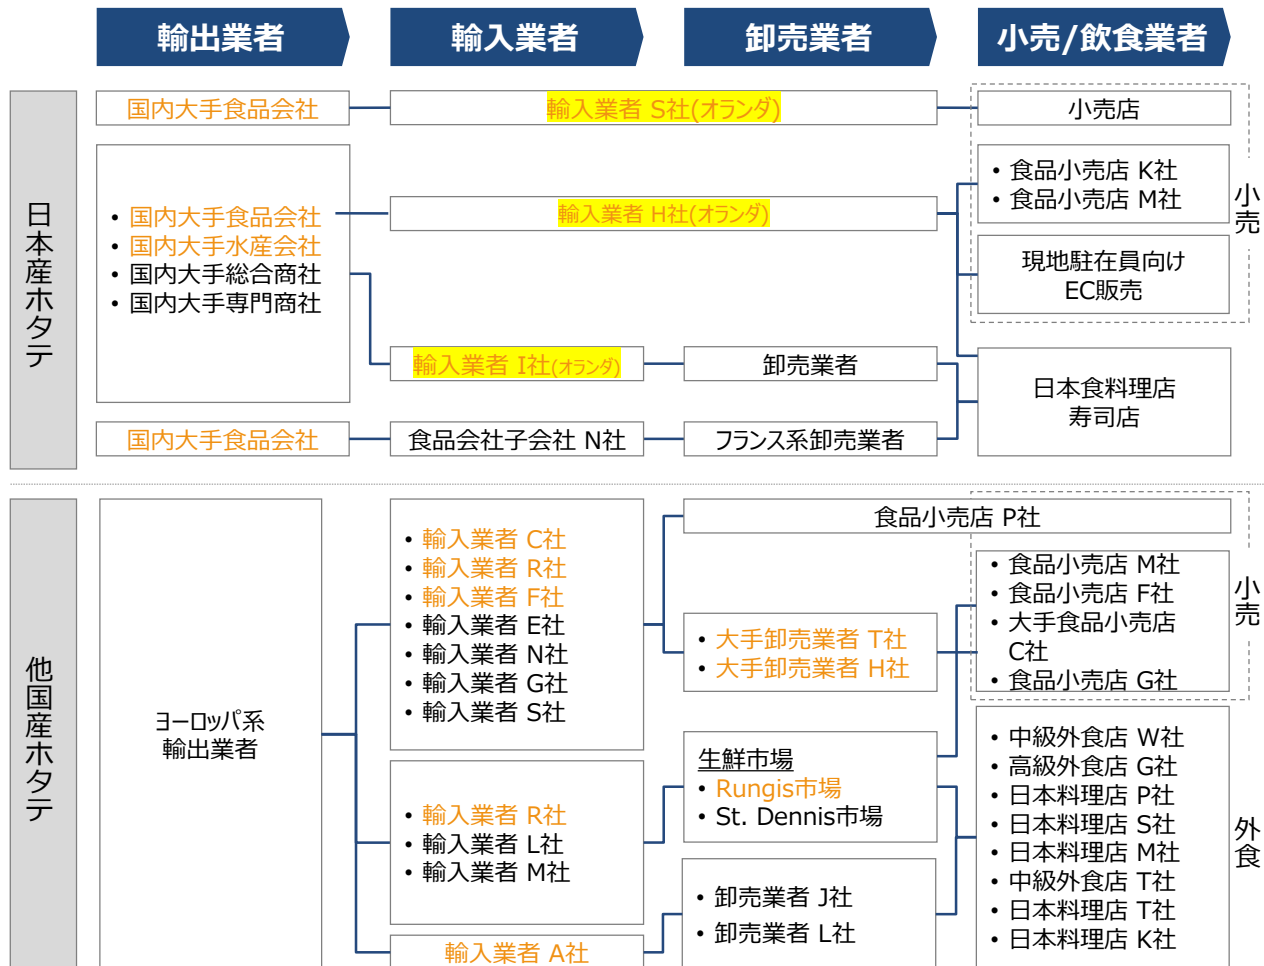 輸出業者
輸入業者
卸売業者
小売/飲食業者
日本産ホタテ
国内大手食品会社
輸入業者 S社(オランダ)
小売店
• 国内大手食品会社
• 国内大手水産会社
• 国内大手総合商社
• 国内大手専門商社
輸入業者 H社(オランダ)
• 食品小売店 K社
• 食品小売店 M社
現地駐在員向け
EC販売
小売
輸入業者 I社(オランダ)
卸売業者
日本食料理店
寿司店
国内大手食品会社
食品会社子会社 N社
フランス系卸売業者
他国産ホタテ
ヨーロッパ系
輸出業者
• 輸入業者 C社
• 輸入業者 R社
• 輸入業者 F社
• 輸入業者 E社
• 輸入業者 N社
• 輸入業者 G社
• 輸入業者 S社
食品小売店 P社
• 大手卸売業者 T社
• 大手卸売業者 H社
• 食品小売店 M社
• 食品小売店 F社
• 大手食品小売店
C社
• 食品小売店 G社
小売
• 輸入業者 R社
• 輸入業者 L社
• 輸入業者 M社
生鮮市場
• Rungis市場
• St. Dennis市場
• 中級外食店 W社
• 高級外食店 G社
• 日本料理店 P社
• 日本料理店 S社
• 日本料理店 M社
• 中級外食店 T社
• 日本料理店 T社
• 日本料理店 K社
外食
輸入業者 A社
• 卸売業者 J社
• 卸売業者 L社